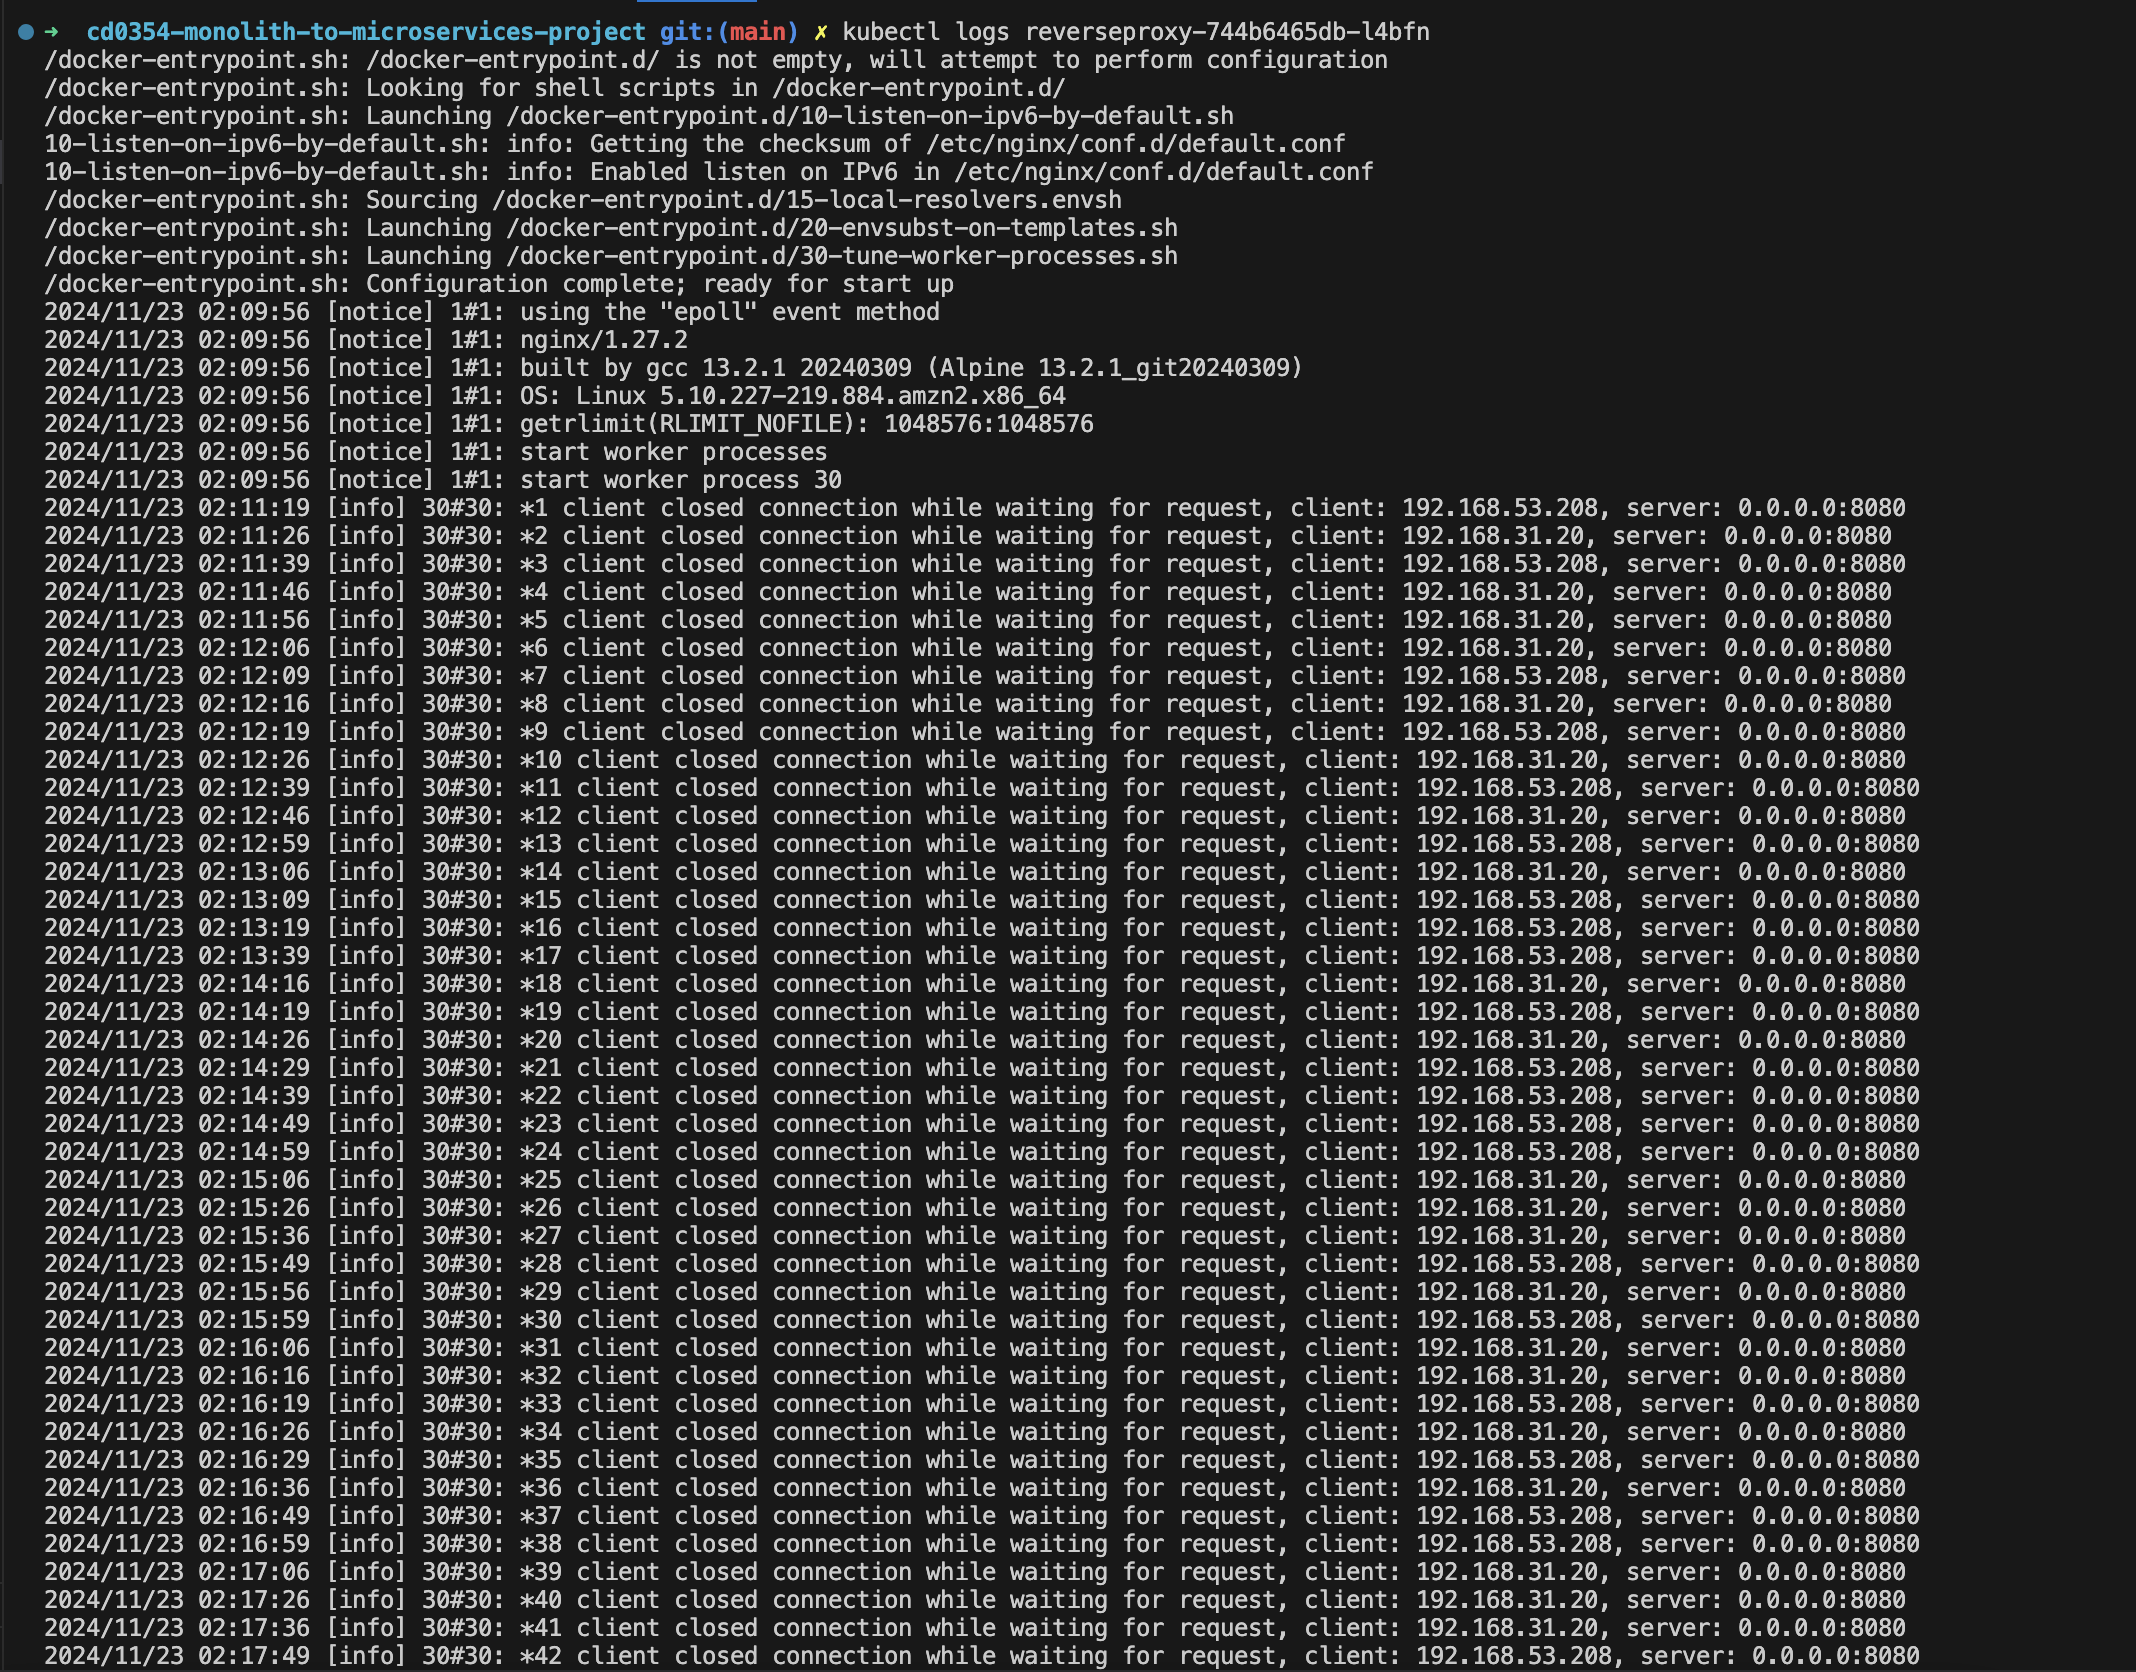 ➜  cd0354-monolith-to-microservices-project git:(main) ✗ kubectl logs reverseproxy-744b6465db-l4bfn
/docker-entrypoint.sh: /docker-entrypoint.d/ is not empty, will attempt to perform configuration
/docker-entrypoint.sh: Looking for shell scripts in /docker-entrypoint.d/
/docker-entrypoint.sh: Launching /docker-entrypoint.d/10-listen-on-ipv6-by-default.sh
10-listen-on-ipv6-by-default.sh: info: Getting the checksum of /etc/nginx/conf.d/default.conf
10-listen-on-ipv6-by-default.sh: info: Enabled listen on IPv6 in /etc/nginx/conf.d/default.conf
/docker-entrypoint.sh: Sourcing /docker-entrypoint.d/15-local-resolvers.envsh
/docker-entrypoint.sh: Launching /docker-entrypoint.d/20-envsubst-on-templates.sh
/docker-entrypoint.sh: Launching /docker-entrypoint.d/30-tune-worker-processes.sh
/docker-entrypoint.sh: Configuration complete; ready for start up
2024/11/23 02:09:56 [notice] 1#1: using the "epoll" event method
2024/11/23 02:09:56 [notice] 1#1: nginx/1.27.2
2024/11/23 02:09:56 [notice] 1#1: built by gcc 13.2.1 20240309 (Alpine 13.2.1_git20240309)
2024/11/23 02:09:56 [notice] 1#1: OS: Linux 5.10.227-219.884.amzn2.x86_64
2024/11/23 02:09:56 [notice] 1#1: getrlimit(RLIMIT_NOFILE): 1048576:1048576
2024/11/23 02:09:56 [notice] 1#1: start worker processes
2024/11/23 02:09:56 [notice] 1#1: start worker process 30
2024/11/23 02:11:19 [info] 30#30: *1 client closed connection while waiting for request, client: 192.168.53.208, server: 0.0.0.0:8080
2024/11/23 02:11:26 [info] 30#30: *2 client closed connection while waiting for request, client: 192.168.31.20, server: 0.0.0.0:8080
2024/11/23 02:11:39 [info] 30#30: *3 client closed connection while waiting for request, client: 192.168.53.208, server: 0.0.0.0:8080
2024/11/23 02:11:46 [info] 30#30: *4 client closed connection while waiting for request, client: 192.168.31.20, server: 0.0.0.0:8080
2024/11/23 02:11:56 [info] 30#30: *5 client closed connection while waiting for request, client: 192.168.31.20, server: 0.0.0.0:8080
2024/11/23 02:12:06 [info] 30#30: *6 client closed connection while waiting for request, client: 192.168.31.20, server: 0.0.0.0:8080
2024/11/23 02:12:09 [info] 30#30: *7 client closed connection while waiting for request, client: 192.168.53.208, server: 0.0.0.0:8080
2024/11/23 02:12:16 [info] 30#30: *8 client closed connection while waiting for request, client: 192.168.31.20, server: 0.0.0.0:8080
2024/11/23 02:12:19 [info] 30#30: *9 client closed connection while waiting for request, client: 192.168.53.208, server: 0.0.0.0:8080
2024/11/23 02:12:26 [info] 30#30: *10 client closed connection while waiting for request, client: 192.168.31.20, server: 0.0.0.0:8080
2024/11/23 02:12:39 [info] 30#30: *11 client closed connection while waiting for request, client: 192.168.53.208, server: 0.0.0.0:8080
2024/11/23 02:12:46 [info] 30#30: *12 client closed connection while waiting for request, client: 192.168.31.20, server: 0.0.0.0:8080
2024/11/23 02:12:59 [info] 30#30: *13 client closed connection while waiting for request, client: 192.168.53.208, server: 0.0.0.0:8080
2024/11/23 02:13:06 [info] 30#30: *14 client closed connection while waiting for request, client: 192.168.31.20, server: 0.0.0.0:8080
2024/11/23 02:13:09 [info] 30#30: *15 client closed connection while waiting for request, client: 192.168.53.208, server: 0.0.0.0:8080
2024/11/23 02:13:19 [info] 30#30: *16 client closed connection while waiting for request, client: 192.168.53.208, server: 0.0.0.0:8080
2024/11/23 02:13:39 [info] 30#30: *17 client closed connection while waiting for request, client: 192.168.53.208, server: 0.0.0.0:8080
2024/11/23 02:14:16 [info] 30#30: *18 client closed connection while waiting for request, client: 192.168.31.20, server: 0.0.0.0:8080
2024/11/23 02:14:19 [info] 30#30: *19 client closed connection while waiting for request, client: 192.168.53.208, server: 0.0.0.0:8080
2024/11/23 02:14:26 [info] 30#30: *20 client closed connection while waiting for request, client: 192.168.31.20, server: 0.0.0.0:8080
2024/11/23 02:14:29 [info] 30#30: *21 client closed connection while waiting for request, client: 192.168.53.208, server: 0.0.0.0:8080
2024/11/23 02:14:39 [info] 30#30: *22 client closed connection while waiting for request, client: 192.168.53.208, server: 0.0.0.0:8080
2024/11/23 02:14:49 [info] 30#30: *23 client closed connection while waiting for request, client: 192.168.53.208, server: 0.0.0.0:8080
2024/11/23 02:14:59 [info] 30#30: *24 client closed connection while waiting for request, client: 192.168.53.208, server: 0.0.0.0:8080
2024/11/23 02:15:06 [info] 30#30: *25 client closed connection while waiting for request, client: 192.168.31.20, server: 0.0.0.0:8080
2024/11/23 02:15:26 [info] 30#30: *26 client closed connection while waiting for request, client: 192.168.31.20, server: 0.0.0.0:8080
2024/11/23 02:15:36 [info] 30#30: *27 client closed connection while waiting for request, client: 192.168.31.20, server: 0.0.0.0:8080
2024/11/23 02:15:49 [info] 30#30: *28 client closed connection while waiting for request, client: 192.168.53.208, server: 0.0.0.0:8080
2024/11/23 02:15:56 [info] 30#30: *29 client closed connection while waiting for request, client: 192.168.31.20, server: 0.0.0.0:8080
2024/11/23 02:15:59 [info] 30#30: *30 client closed connection while waiting for request, client: 192.168.53.208, server: 0.0.0.0:8080
2024/11/23 02:16:06 [info] 30#30: *31 client closed connection while waiting for request, client: 192.168.31.20, server: 0.0.0.0:8080
2024/11/23 02:16:16 [info] 30#30: *32 client closed connection while waiting for request, client: 192.168.31.20, server: 0.0.0.0:8080
2024/11/23 02:16:19 [info] 30#30: *33 client closed connection while waiting for request, client: 192.168.53.208, server: 0.0.0.0:8080
2024/11/23 02:16:26 [info] 30#30: *34 client closed connection while waiting for request, client: 192.168.31.20, server: 0.0.0.0:8080
2024/11/23 02:16:29 [info] 30#30: *35 client closed connection while waiting for request, client: 192.168.53.208, server: 0.0.0.0:8080
2024/11/23 02:16:36 [info] 30#30: *36 client closed connection while waiting for request, client: 192.168.31.20, server: 0.0.0.0:8080
2024/11/23 02:16:49 [info] 30#30: *37 client closed connection while waiting for request, client: 192.168.53.208, server: 0.0.0.0:8080
2024/11/23 02:16:59 [info] 30#30: *38 client closed connection while waiting for request, client: 192.168.53.208, server: 0.0.0.0:8080
2024/11/23 02:17:06 [info] 30#30: *39 client closed connection while waiting for request, client: 192.168.31.20, server: 0.0.0.0:8080
2024/11/23 02:17:26 [info] 30#30: *40 client closed connection while waiting for request, client: 192.168.31.20, server: 0.0.0.0:8080
2024/11/23 02:17:36 [info] 30#30: *41 client closed connection while waiting for request, client: 192.168.31.20, server: 0.0.0.0:8080
2024/11/23 02:17:49 [info] 30#30: *42 client closed connection while waiting for request, client: 192.168.53.208, server: 0.0.0.0:8080